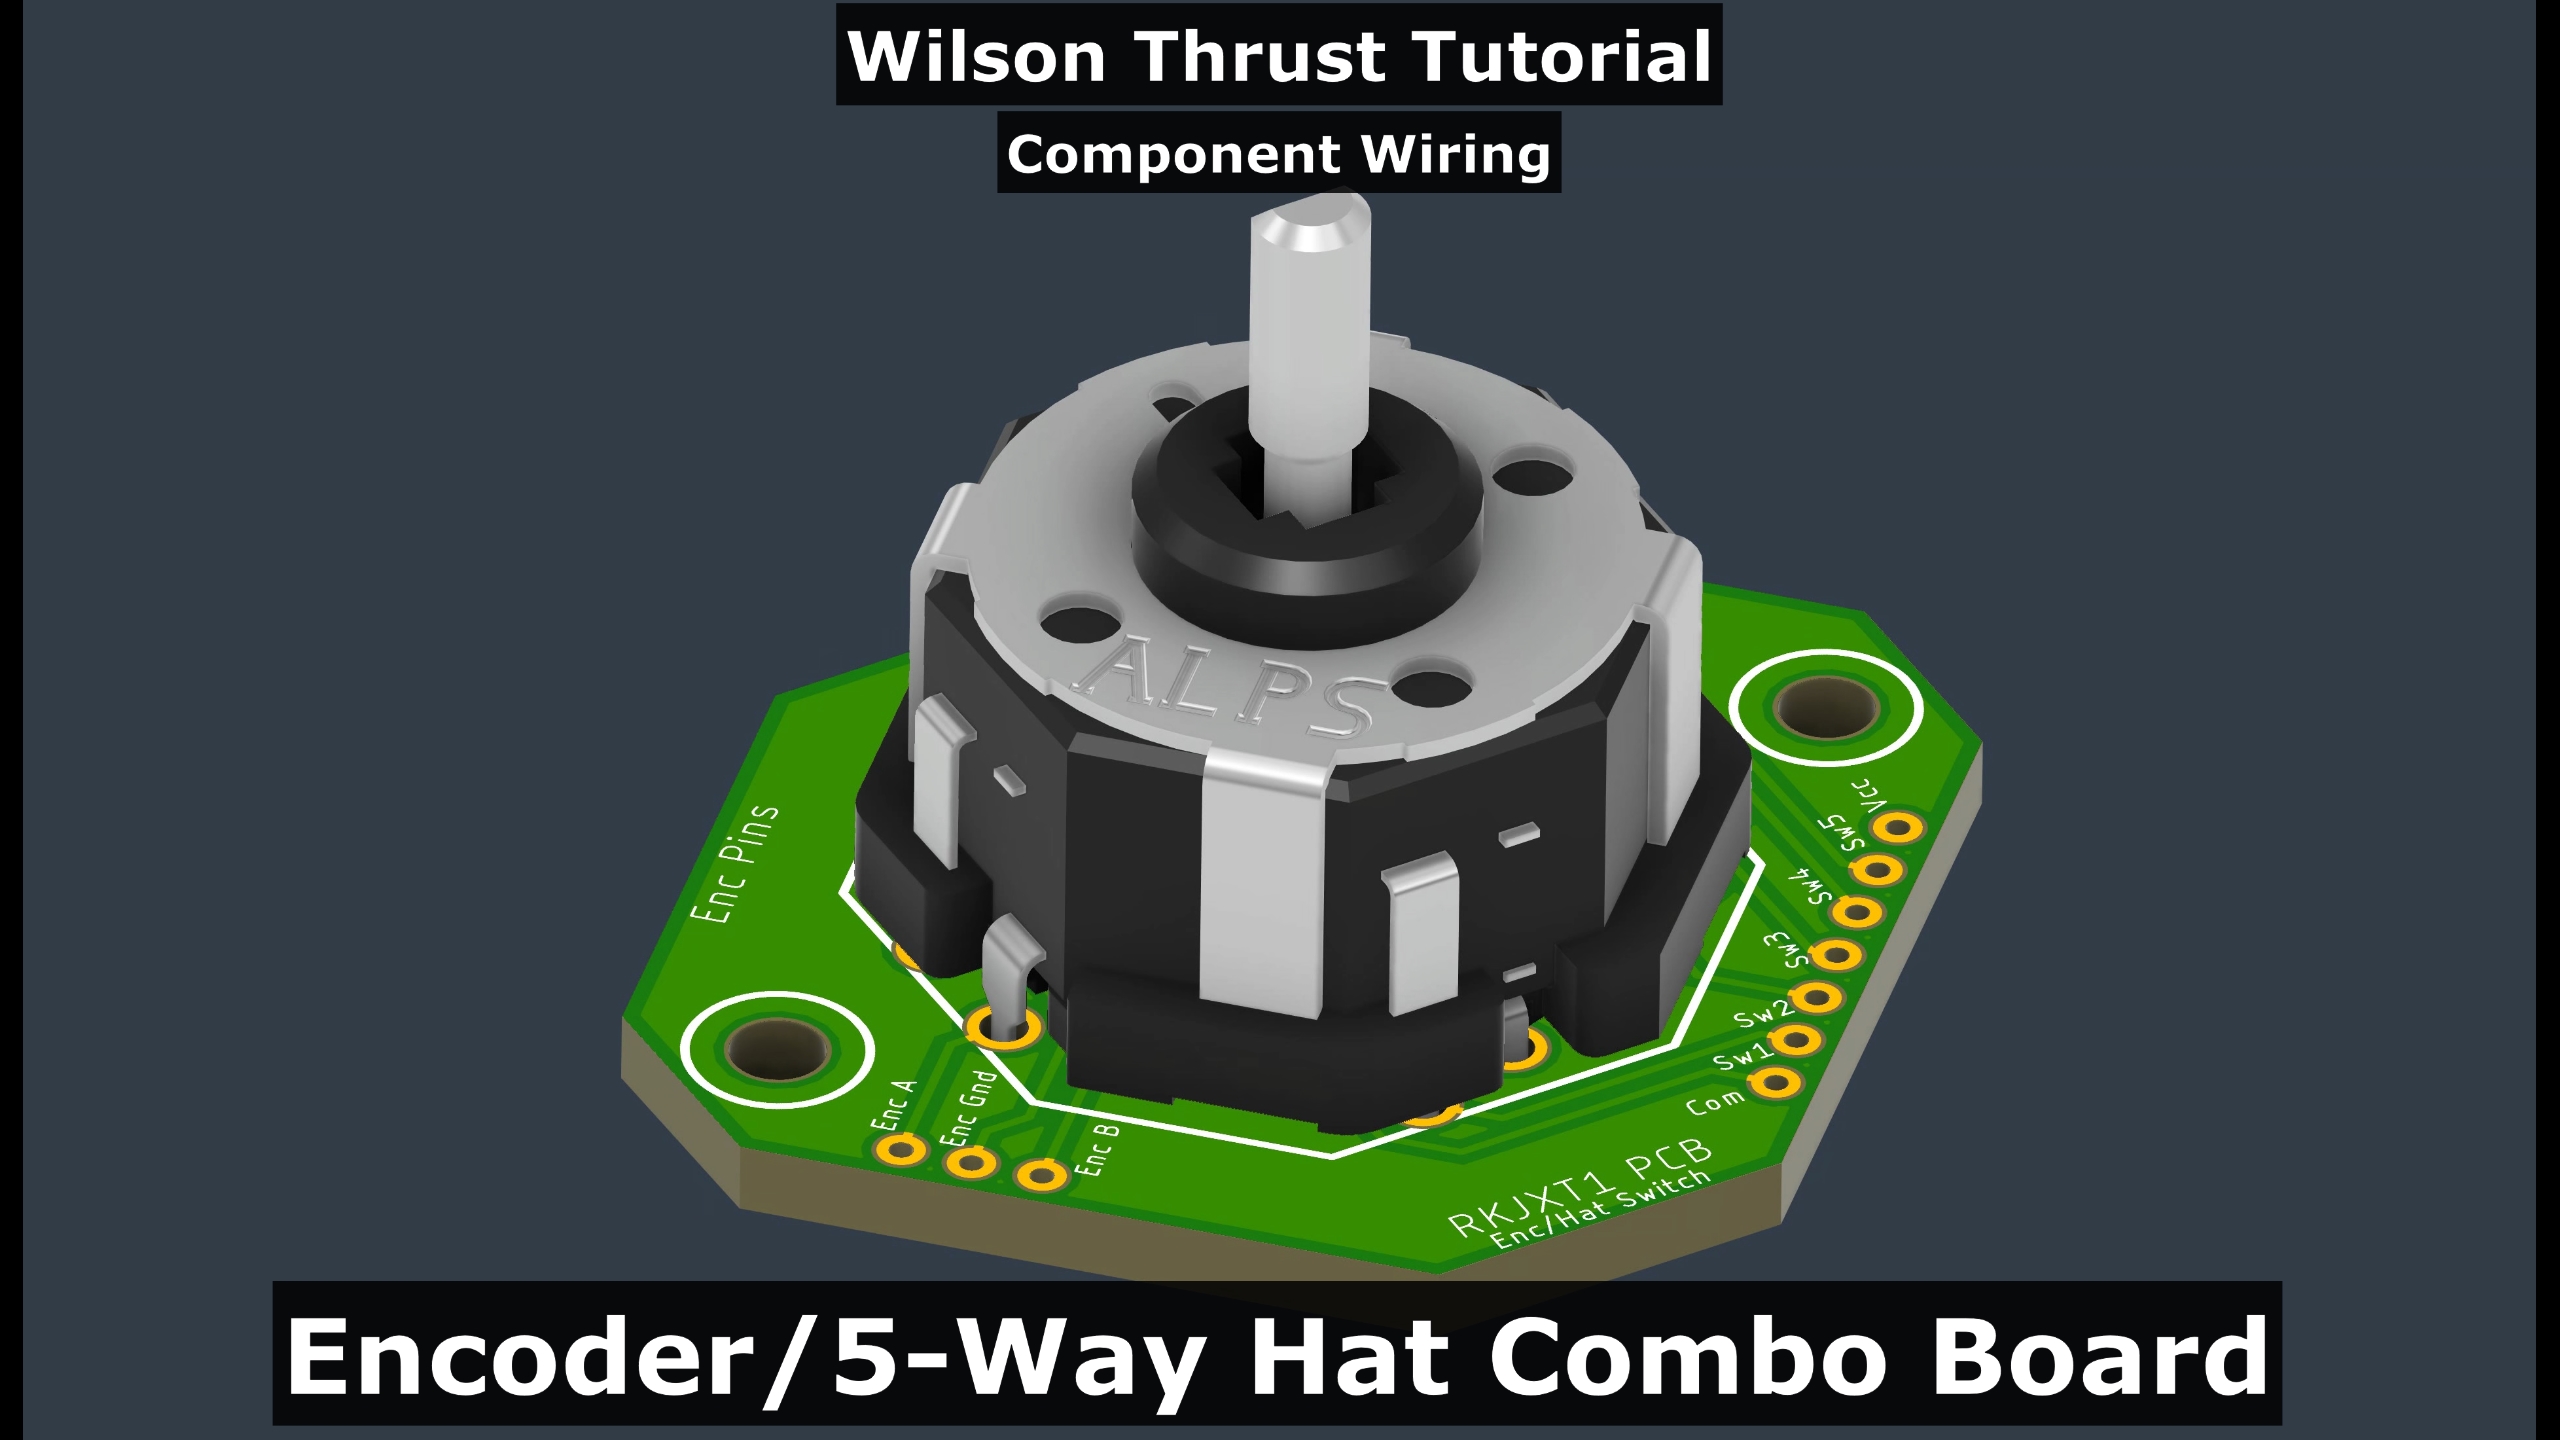 Wilson Thrust Tutorial
Component Wiring
ALPS
Enc Pins
Vcc
Sw5
Sw4
Sw3
Sw2
Sw1
Com
Enc A
Enc Gnd
Enc B
RKJXT1 PCB
Enc/Hat Switch
Encoder/5-Way Hat Combo Board